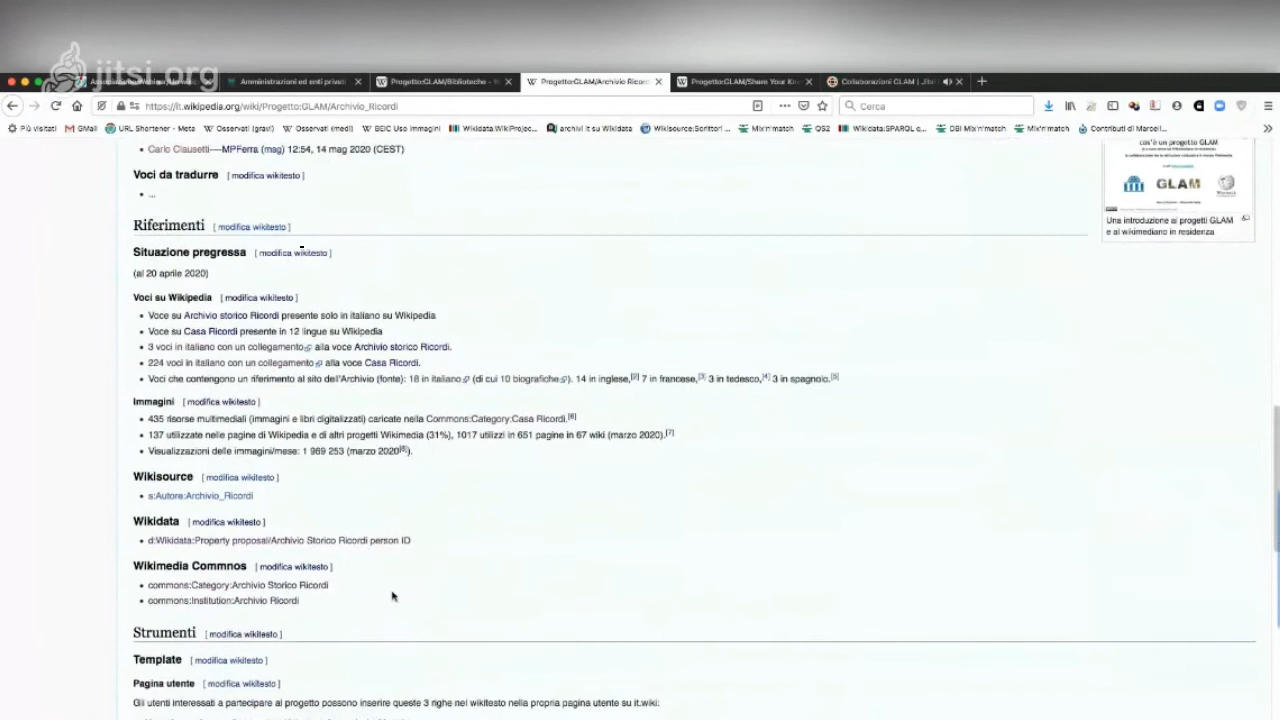 jitsi.org
Amministrazioni ed enti privati
Progetto:GLAM/Biblioteche - W
Progetto:GLAM/Archivio Ricor
Progetto:GLAM/Share Your Kn
Collaborazioni GLAM | Jitsi
https://it.wikipedia.org/wiki/Progetto:GLAM/Archivio_Ricordi
Cerca
Più visitati GMail URL Shortener - Meta Osservati (gravi) Osservati (medi) BEIC Uso immagini Wikidata:WikiProjec... archivi it su wikidata Wikisource:Scrittori ... Mix'n'match QS2 Wikidata:SPARQL q... DBI Mix'n'match Mix'n'match Contributi di Marcell...
Carlo Clausetti----MPFerra (mag) 12:54, 14 mag 2020 (CEST)
Voci da tradurre [ modifica wikitesto ]
...
cos'è un progetto GLAM
GLAM
Una introduzione ai progetti GLAM
e al wikimediano in residenza
Riferimenti [ modifica wikitesto ]
Situazione pregressa [ modifica wikitesto ]
(al 20 aprile 2020)
Voci su Wikipedia [ modifica wikitesto ]
Voce su Archivio storico Ricordi presente solo in italiano su Wikipedia
Voce su Casa Ricordi presente in 12 lingue su Wikipedia
3 voci in italiano con un collegamento alla voce Archivio storico Ricordi.
224 voci in italiano con un collegamento alla voce Casa Ricordi.
Voci che contengono un riferimento al sito dell'Archivio (fonte): 18 in italiano (di cui 10 biografiche). 14 in inglese,[2] 7 in francese,[3] 3 in tedesco,[4] 3 in spagnolo.[5]
Immagini [ modifica wikitesto ]
435 risorse multimediali (immagini e libri digitalizzati) caricate nella Commons:Category:Casa Ricordi.[6]
137 utilizzate nelle pagine di Wikipedia e di altri progetti Wikimedia (31%), 1017 utilizzi in 651 pagine in 67 wiki (marzo 2020).[7]
Visualizzazioni delle immagini/mese: 1 969 253 (marzo 2020[8]).
Wikisource [ modifica wikitesto ]
s:Autore:Archivio_Ricordi
Wikidata [ modifica wikitesto ]
d:Wikidata:Property proposal/Archivio Storico Ricordi person ID
Wikimedia Commnos [ modifica wikitesto ]
commons:Category:Archivio Storico Ricordi
commons:Institution:Archivio Ricordi
Strumenti [ modifica wikitesto ]
Template [ modifica wikitesto ]
Pagina utente [ modifica wikitesto ]
Gli utenti interessati a partecipare al progetto possono inserire queste 3 righe nel wikitesto nella propria pagina utente su it.wiki: